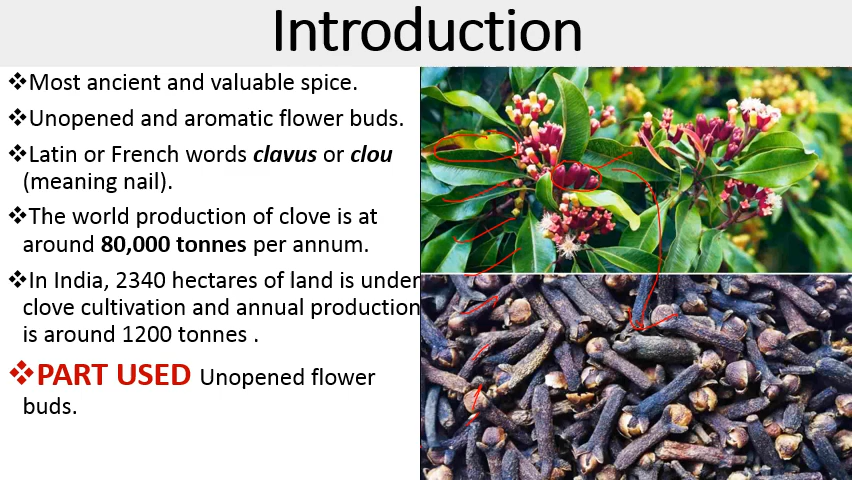 Introduction
❖Most ancient and valuable spice.
❖Unopened and aromatic flower buds.
❖Latin or French words clavus or clou
(meaning nail).
❖The world production of clove is at
around 80,000 tonnes per annum.
❖In India, 2340 hectares of land is under
clove cultivation and annual production
is around 1200 tonnes .
❖PART USED Unopened flower
buds.